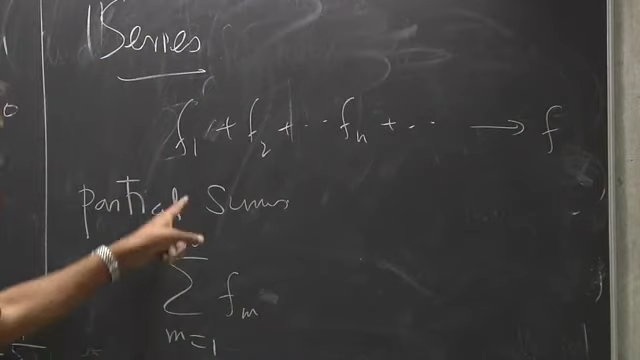 Series
f₁ + f₂ + ·· fₙ + ·· → f
partial sums
∑ fₘ
m=1